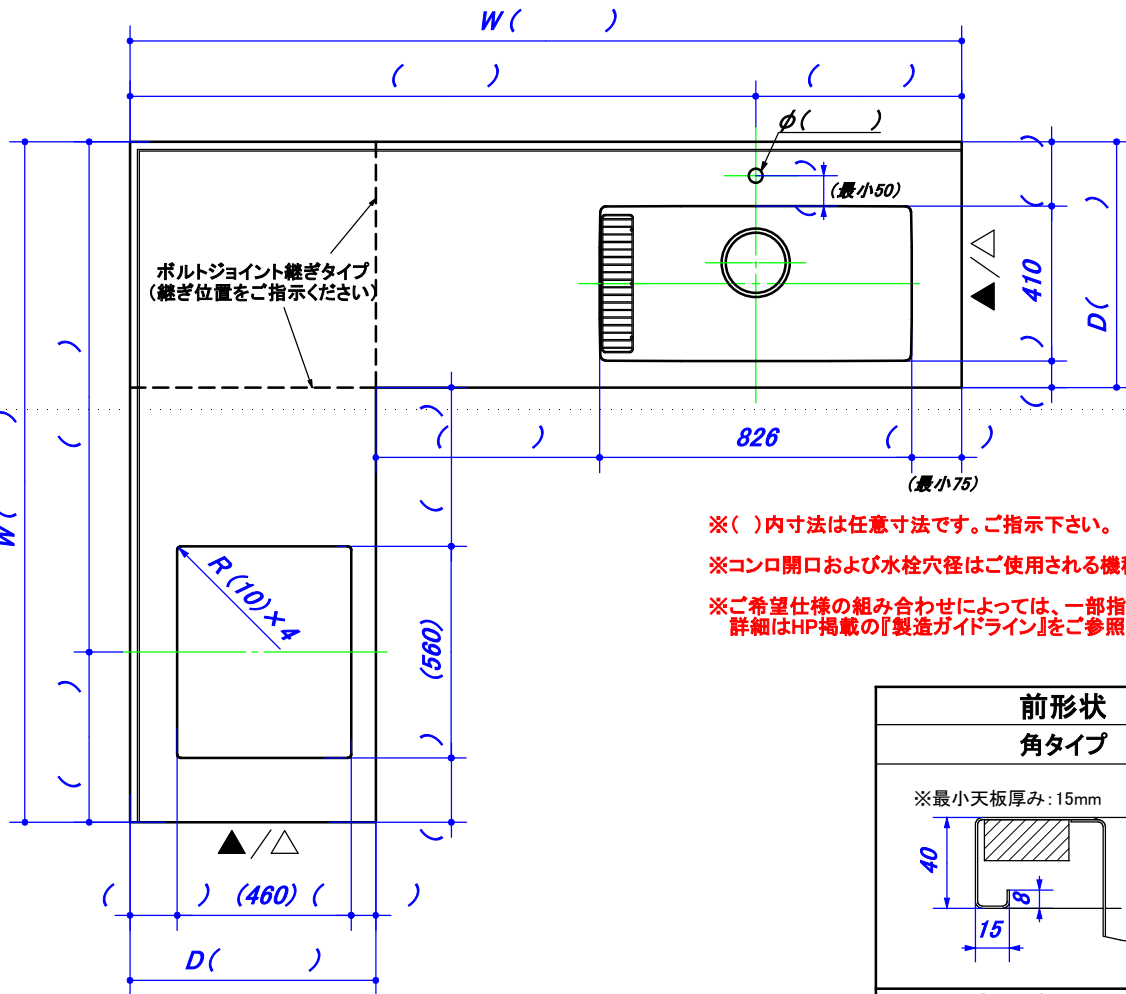 W(   )
(   ) (   )
φ(   )
(   )
(最小50)
(   )
ボルトジョイント継ぎタイプ
(継ぎ位置をご指示ください)
△/▲
410
D(   )
(   )
W(   )
(   )
(   ) 826 (   )
(最小75)
(   )
※(   )内寸法は任意寸法です。ご指示下さい。
※コンロ開口および水栓穴径はご使用される機
※ご希望仕様の組み合わせによっては、一部指
詳細はHP掲載の『製造ガイドライン』をご参照
R(10)×4
(560)
(   )
(   )
▲/△
(   ) (460) (   )
D(   )
前形状
角タイプ
※最小天板厚み:15mm
40
8
15